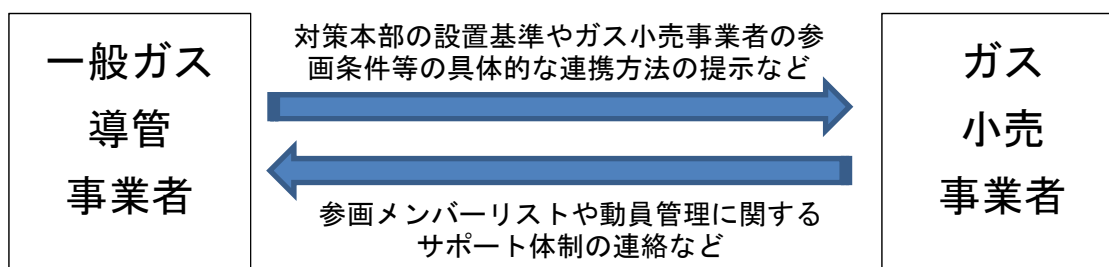 一般ガス
導管
事業者
対策本部の設置基準やガス小売事業者の参
画条件等の具体的な連携方法の提示など
参画メンバーリストや動員管理に関する
サポート体制の連絡など
ガス
小売
事業者